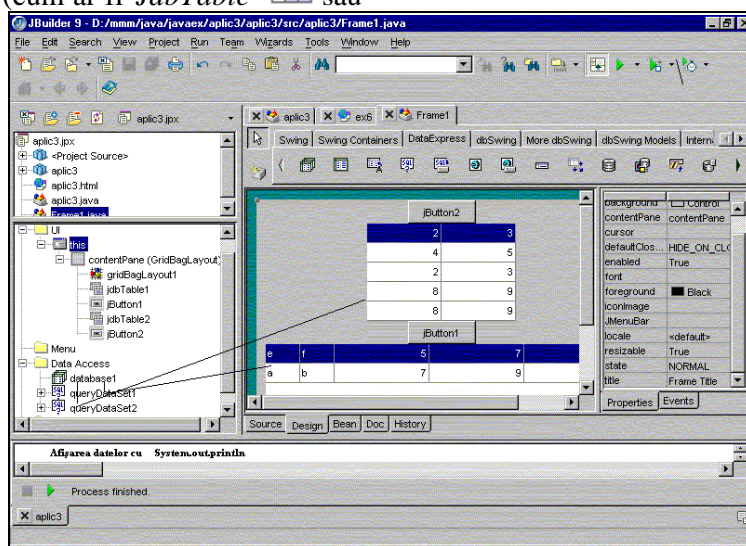 (cum ar fi JdbTable sau
JBuilder 9 - D:/mmm/java/javaex/aplic3/aplic3/src/aplic3/Frame1.java
File Edit Search View Project Run Team Wizards Tools Window Help
aplic3.jpx
aplic3 ex6 Frame1
aplic3.jpx
<Project Source>
aplic3
aplic3.html
aplic3.java
Frame1.java
Swing Swing Containers DataExpress dbSwing More dbSwing dbSwing Models Intern
UI
this
contentPane (GridBagLayout)
gridBagLayout1
jdbTable1
jButton1
jdbTable2
jButton2
Menu
Data Access
database1
queryDataSet1
queryDataSet2
jButton2
2 3
4 5
2 3
8 9
8 9
jButton1
e f 5 7
a b 7 9
background Control
contentPane contentPane
cursor
defaultClos... HIDE_ON_CL
enabled True
font
foreground Black
iconImage
JMenuBar
locale <default>
resizable True
state NORMAL
title Frame Title
Properties Events
Source Design Bean Doc History
Afişarea datelor cu System.out.println
Process finished.
aplic3